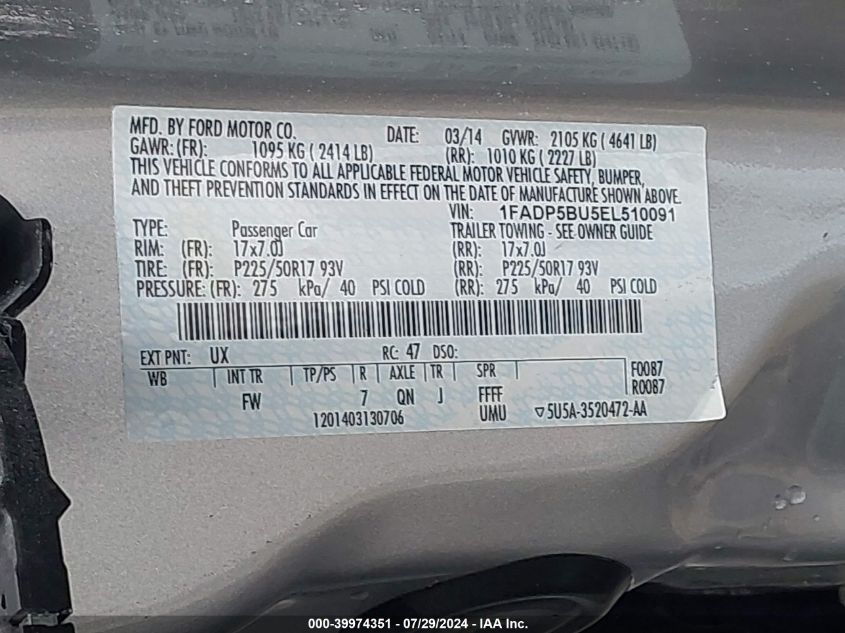 MFD. BY FORD MOTOR CO. DATE: 03/14 GVWR: 2105 KG ( 4641 LB)
GAWR: (FR): 1095 KG ( 2414 LB) (RR): 1010 KG ( 2227 LB)
THIS VEHICLE CONFORMS TO ALL APPLICABLE FEDERAL MOTOR VEHICLE SAFETY, BUMPER,
AND THEFT PREVENTION STANDARDS IN EFFECT ON THE DATE OF MANUFACTURE SHOWN ABOVE.
VIN: 1FADP5BU5EL510091
TYPE: Passenger Car TRAILER TOWING - SEE OWNER GUIDE
RIM: (FR): 17x7.0J (RR): 17x7.0J
TIRE: (FR): P225/50R17 93V (RR): P225/50R17 93V
PRESSURE: (FR): 275 kPa/ 40 PSI COLD (RR): 275 kPa/ 40 PSI COLD
EXT PNT: UX RC: 47 DSO:
WB INT TR TP/PS R AXLE TR SPR F0087
FW 7 QN J FFFF R0087
1201403130706 UMU ▽5U5A-3520472-AA
000-39974351 / 07/29/2024 - IAA Inc.